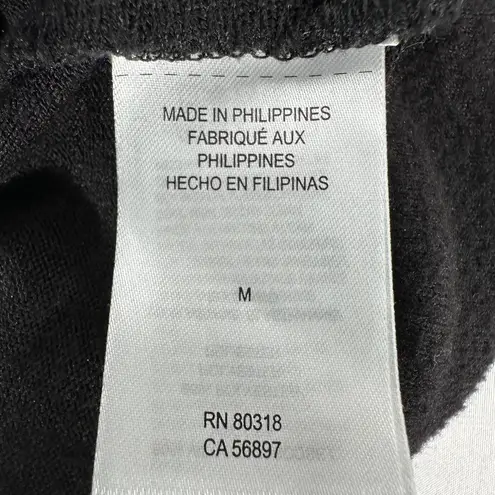 MADE IN PHILIPPINES
FABRIQUÉ AUX
PHILIPPINES
HECHO EN FILIPINAS
M
RN 80318
CA 56897